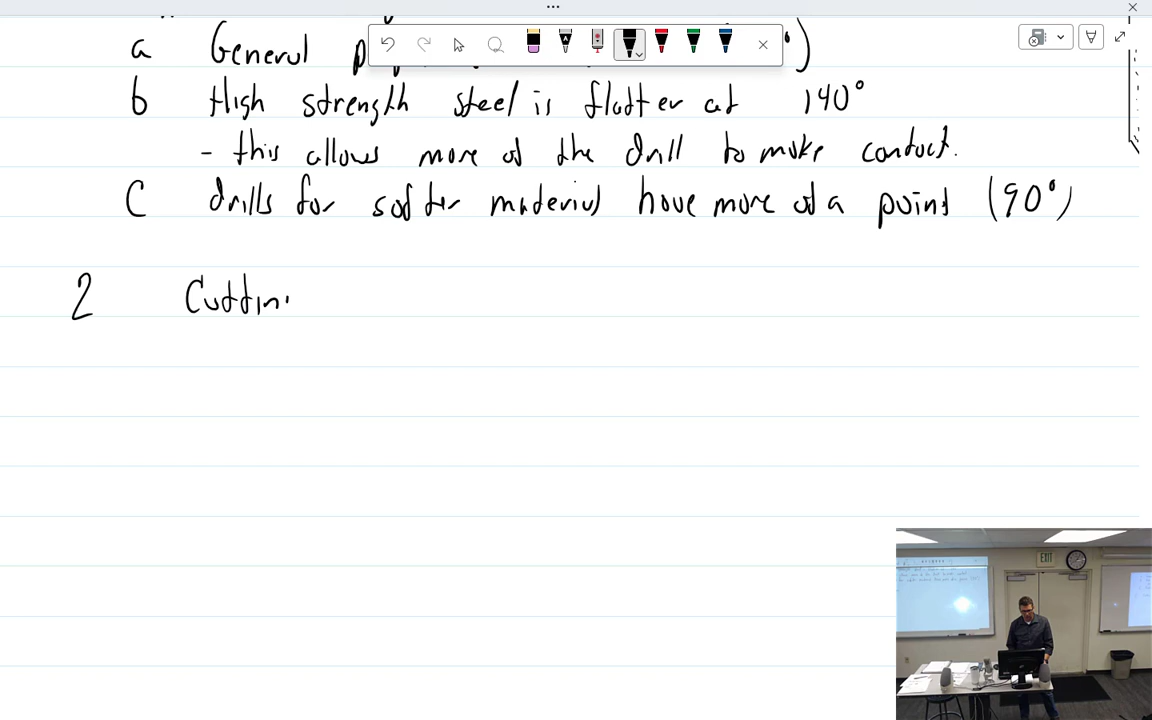 a General
b High strength steel is flatter at 140°
- this allows more of the drill to make contact.
C drills for softer material have more of a point (90°)
2 Cuttin
EXIT